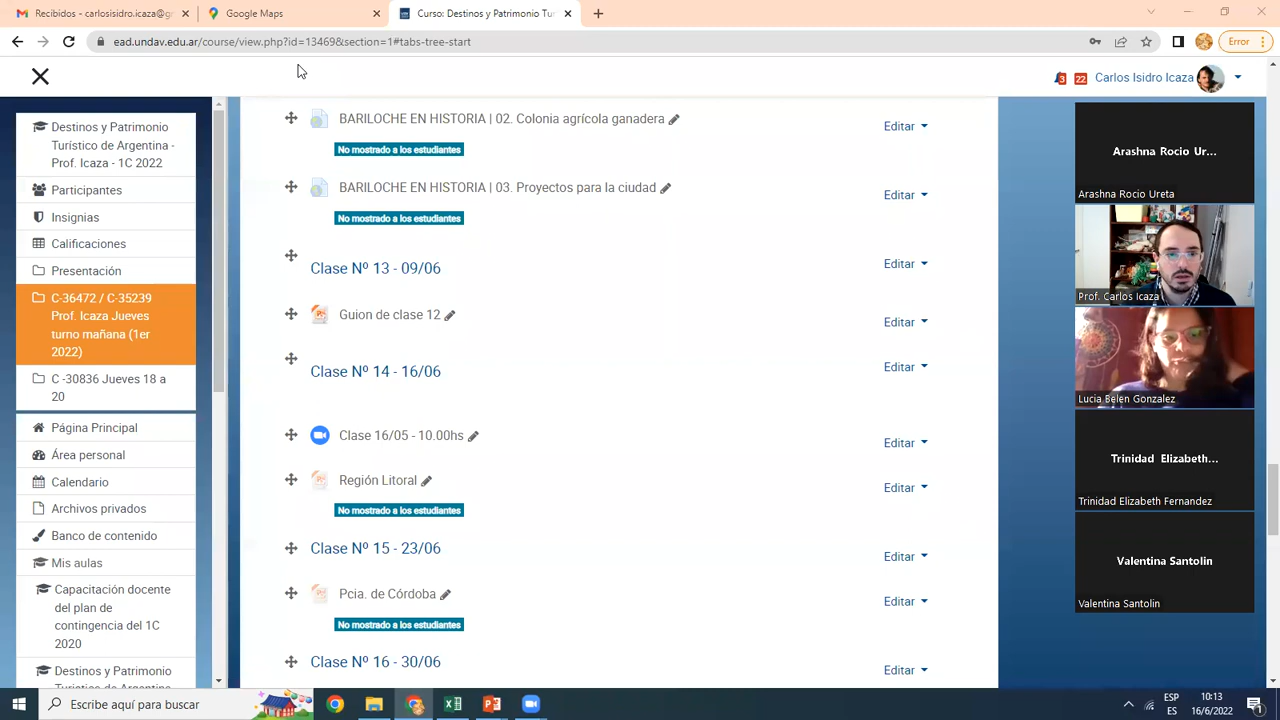 Recibidos - carlosisidro.icaza@gr
Google Maps
Curso: Destinos y Patrimonio Tur
ead.undav.edu.ar/course/view.php?id=13469&section=1#tabs-tree-start
Error
3
22
Carlos Isidro Icaza
Destinos y Patrimonio
Turístico de Argentina -
Prof. Icaza - 1C 2022
Participantes
Insignias
Calificaciones
Presentación
C-36472 / C-35239
Prof. Icaza Jueves
turno mañana (1er
2022)
C -30836 Jueves 18 a
20
Página Principal
Área personal
Calendario
Archivos privados
Banco de contenido
Mis aulas
Capacitación docente
del plan de
contingencia del 1C
2020
Destinos y Patrimonio
BARILOCHE EN HISTORIA | 02. Colonia agrícola ganadera
Editar
No mostrado a los estudiantes
BARILOCHE EN HISTORIA | 03. Proyectos para la ciudad
Editar
No mostrado a los estudiantes
Clase Nº 13 - 09/06
Editar
Guion de clase 12
Editar
Clase Nº 14 - 16/06
Editar
Clase 16/05 - 10.00hs
Editar
Región Litoral
Editar
No mostrado a los estudiantes
Clase Nº 15 - 23/06
Editar
Pcia. de Córdoba
Editar
No mostrado a los estudiantes
Clase Nº 16 - 30/06
Editar
Arashna Rocio Ur...
Arashna Rocio Ureta
Prof. Carlos Icaza
Lucia Belen Gonzalez
Trinidad Elizabeth...
Trinidad Elizabeth Fernandez
Valentina Santolin
Valentina Santolin
Escribe aquí para buscar
ESP
ES
10:13
16/6/2022
1